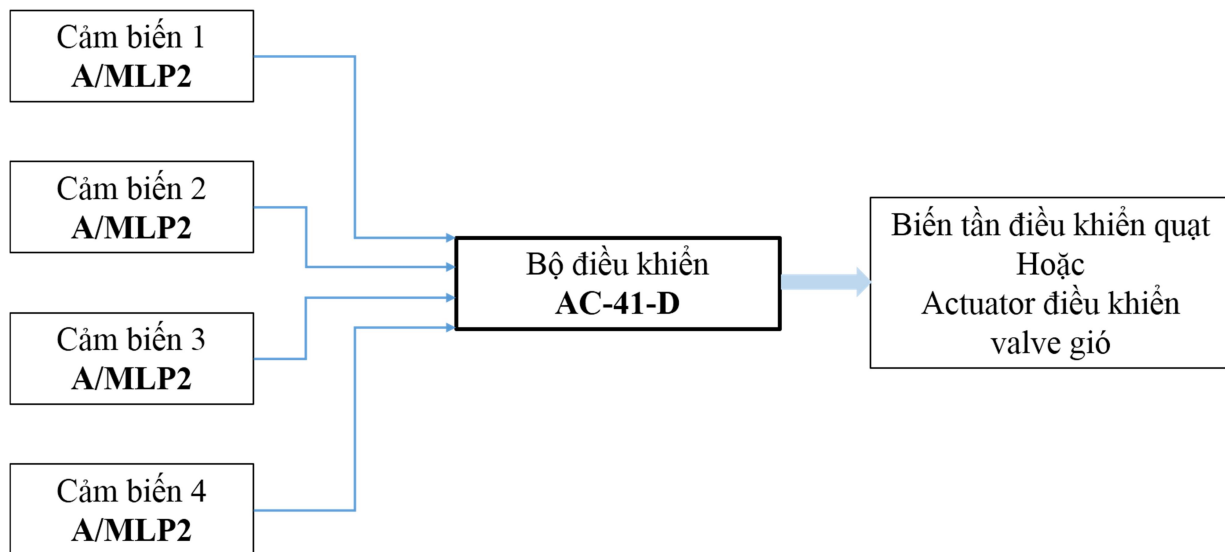 Cảm biến 1
A/MLP2
Cảm biến 2
A/MLP2
Cảm biến 3
A/MLP2
Cảm biến 4
A/MLP2
Bộ điều khiển
AC-41-D
Biến tần điều khiển quạt
Hoặc
Actuator điều khiển
valve gió